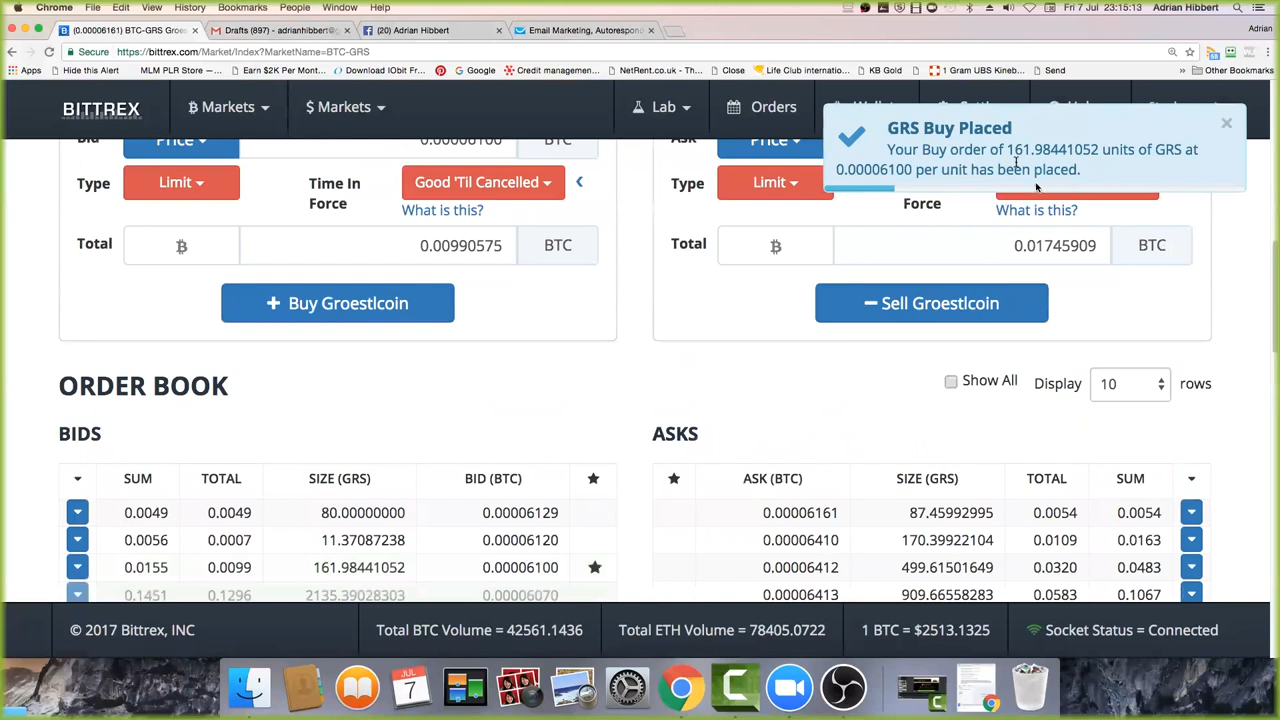 Chrome File Edit View History Bookmarks People Window Help Fri 7 Jul 20:15:13 Adrian Hibbert
(0.00006161) BTC-GRS Groe Drafts (897) - adrianhibbert@ (20) Adrian Hibbert Email Marketing, Autorespond Adrian
Secure https://bittrex.com/Market/Index?MarketName=BTC-GRS
Apps Hide this Alert MLM PLR Store —... Earn $2K Per Mont... Download IObit Fr... Google Credit managemen... NetRent.co.uk - Th... Close Life Club internatio... KB Gold 1 Gram UBS Kineb... Send » Other Bookmarks
BITTREX ₿ Markets $ Markets Lab Orders
GRS Buy Placed
Your Buy order of 161.98441052 units of GRS at
0.00006100 per unit has been placed.
Bid Price 0.00006100 BTC Ask Price
Type Limit Time In Force Good 'Til Cancelled
What is this?
Type Limit Force
What is this?
Total 0.00990575 BTC
Total 0.01745909 BTC
+ Buy Groestlcoin
− Sell Groestlcoin
ORDER BOOK
Show All Display 10 rows
BIDS
SUM TOTAL SIZE (GRS) BID (BTC)
0.0049 0.0049 80.00000000 0.00006129
0.0056 0.0007 11.37087238 0.00006120
0.0155 0.0099 161.98441052 0.00006100
0.1451 0.1296 2135.39028303 0.00006070
ASKS
ASK (BTC) SIZE (GRS) TOTAL SUM
0.00006161 87.45992995 0.0054 0.0054
0.00006410 170.39922104 0.0109 0.0163
0.00006412 499.61501649 0.0320 0.0483
0.00006413 909.66558283 0.0583 0.1067
© 2017 Bittrex, INC Total BTC Volume = 42561.1436 Total ETH Volume = 78405.0722 1 BTC = $2513.1325 Socket Status = Connected
JUL
7